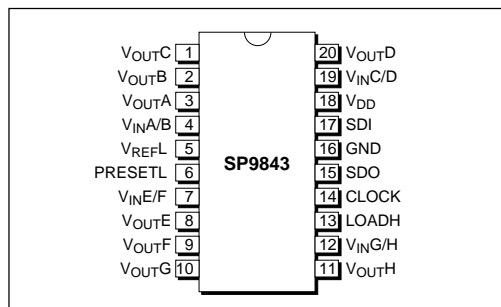 VOUTC 1 20 VOUTD
VOUTB 2 19 VINC/D
VOUTA 3 18 VDD
VINA/B 4 17 SDI
VREFL 5 16 GND
PRESETL 6 SP9843 15 SDO
VINE/F 7 14 CLOCK
VOUTE 8 13 LOADH
VOUTF 9 12 VING/H
VOUTG 10 11 VOUTH